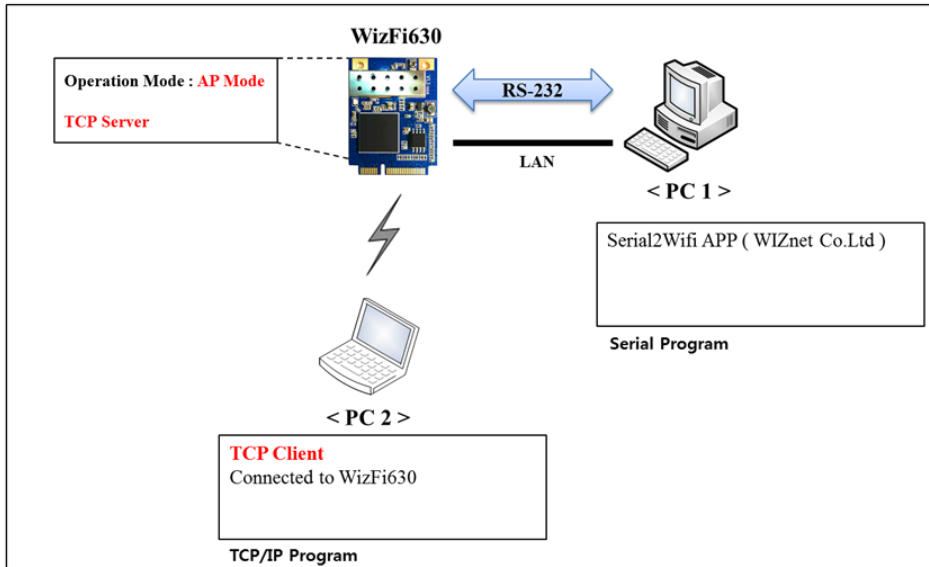 WizFi630
Operation Mode : AP Mode
TCP Server
RS-232
LAN
< PC 1 >
Serial2Wifi APP ( WIZnet Co.Ltd )
Serial Program
< PC 2 >
TCP Client
Connected to WizFi630
TCP/IP Program